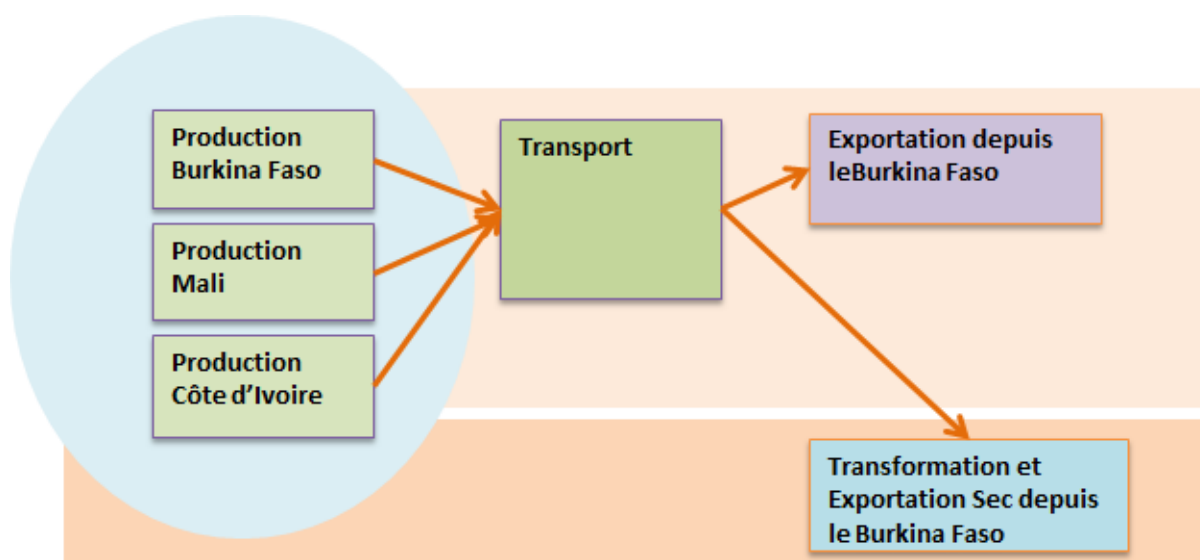 Production
Burkina Faso
Production
Mali
Production
Côte d’Ivoire
Transport
Exportation depuis
leBurkina Faso
Transformation et
Exportation Sec depuis
le Burkina Faso